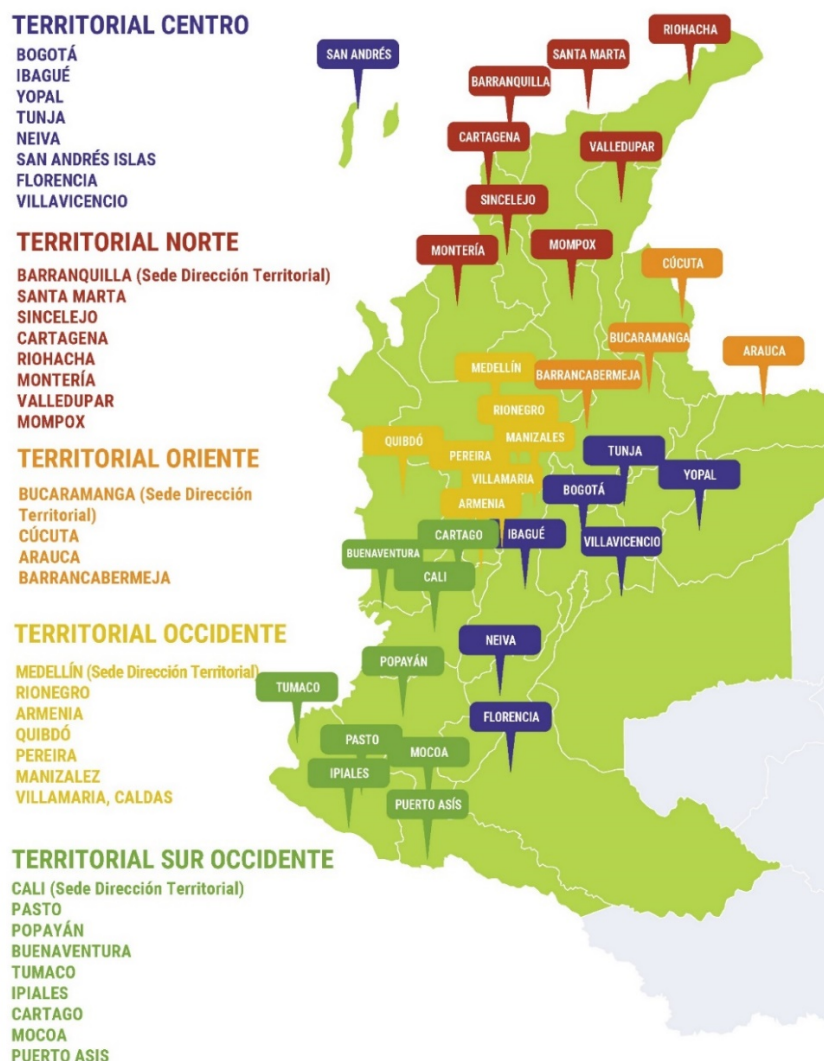 TERRITORIAL CENTRO
BOGOTÁ
IBAGUÉ
YOPAL
TUNJA
NEIVA
SAN ANDRÉS ISLAS
FLORENCIA
VILLAVICENCIO
TERRITORIAL NORTE
BARRANQUILLA (Sede Dirección Territorial)
SANTA MARTA
SINCELEJO
CARTAGENA
RIOHACHA
MONTERÍA
VALLEDUPAR
MOMPOX
TERRITORIAL ORIENTE
BUCARAMANGA (Sede Dirección
Territorial)
CÚCUTA
ARAUCA
BARRANCABERMEJA
TERRITORIAL OCCIDENTE
MEDELLÍN (Sede Dirección Territorial)
RIONEGRO
ARMENIA
QUIBDÓ
PEREIRA
MANIZALEZ
VILLAMARIA, CALDAS
TERRITORIAL SUR OCCIDENTE
CALI (Sede Dirección Territorial)
PASTO
POPAYÁN
BUENAVENTURA
TUMACO
IPIALES
CARTAGO
MOCOA
PUERTO ASIS
RIOHACHA
SAN ANDRÉS
SANTA MARTA
BARRANQUILLA
CARTAGENA
VALLEDUPAR
SINCELEJO
MONTERÍA
MOMPOX
CÚCUTA
BUCARAMANGA
ARAUCA
MEDELLÍN
BARRANCABERMEJA
RIONEGRO
QUIBDÓ
MANIZALES
PEREIRA
TUNJA
VILLAMARIA
YOPAL
BOGOTÁ
ARMENIA
CARTAGO
IBAGUÉ
VILLAVICENCIO
BUENAVENTURA
CALI
NEIVA
POPAYÁN
TUMACO
FLORENCIA
PASTO
MOCOA
IPIALES
PUERTO ASÍS